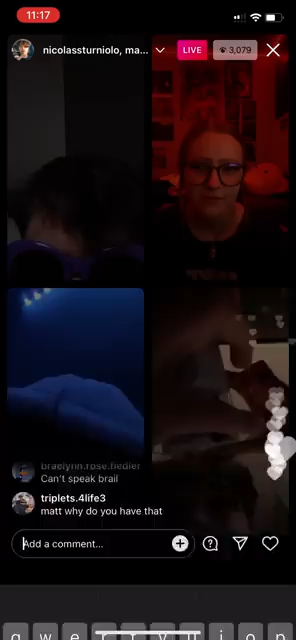 11:17
nicolassturniolo, ma...
LIVE
3,079
braelynn.rose.fiedler
Can't speak brail
triplets.4life3
matt why do you have that
Add a comment...
q w e r t y u i o p